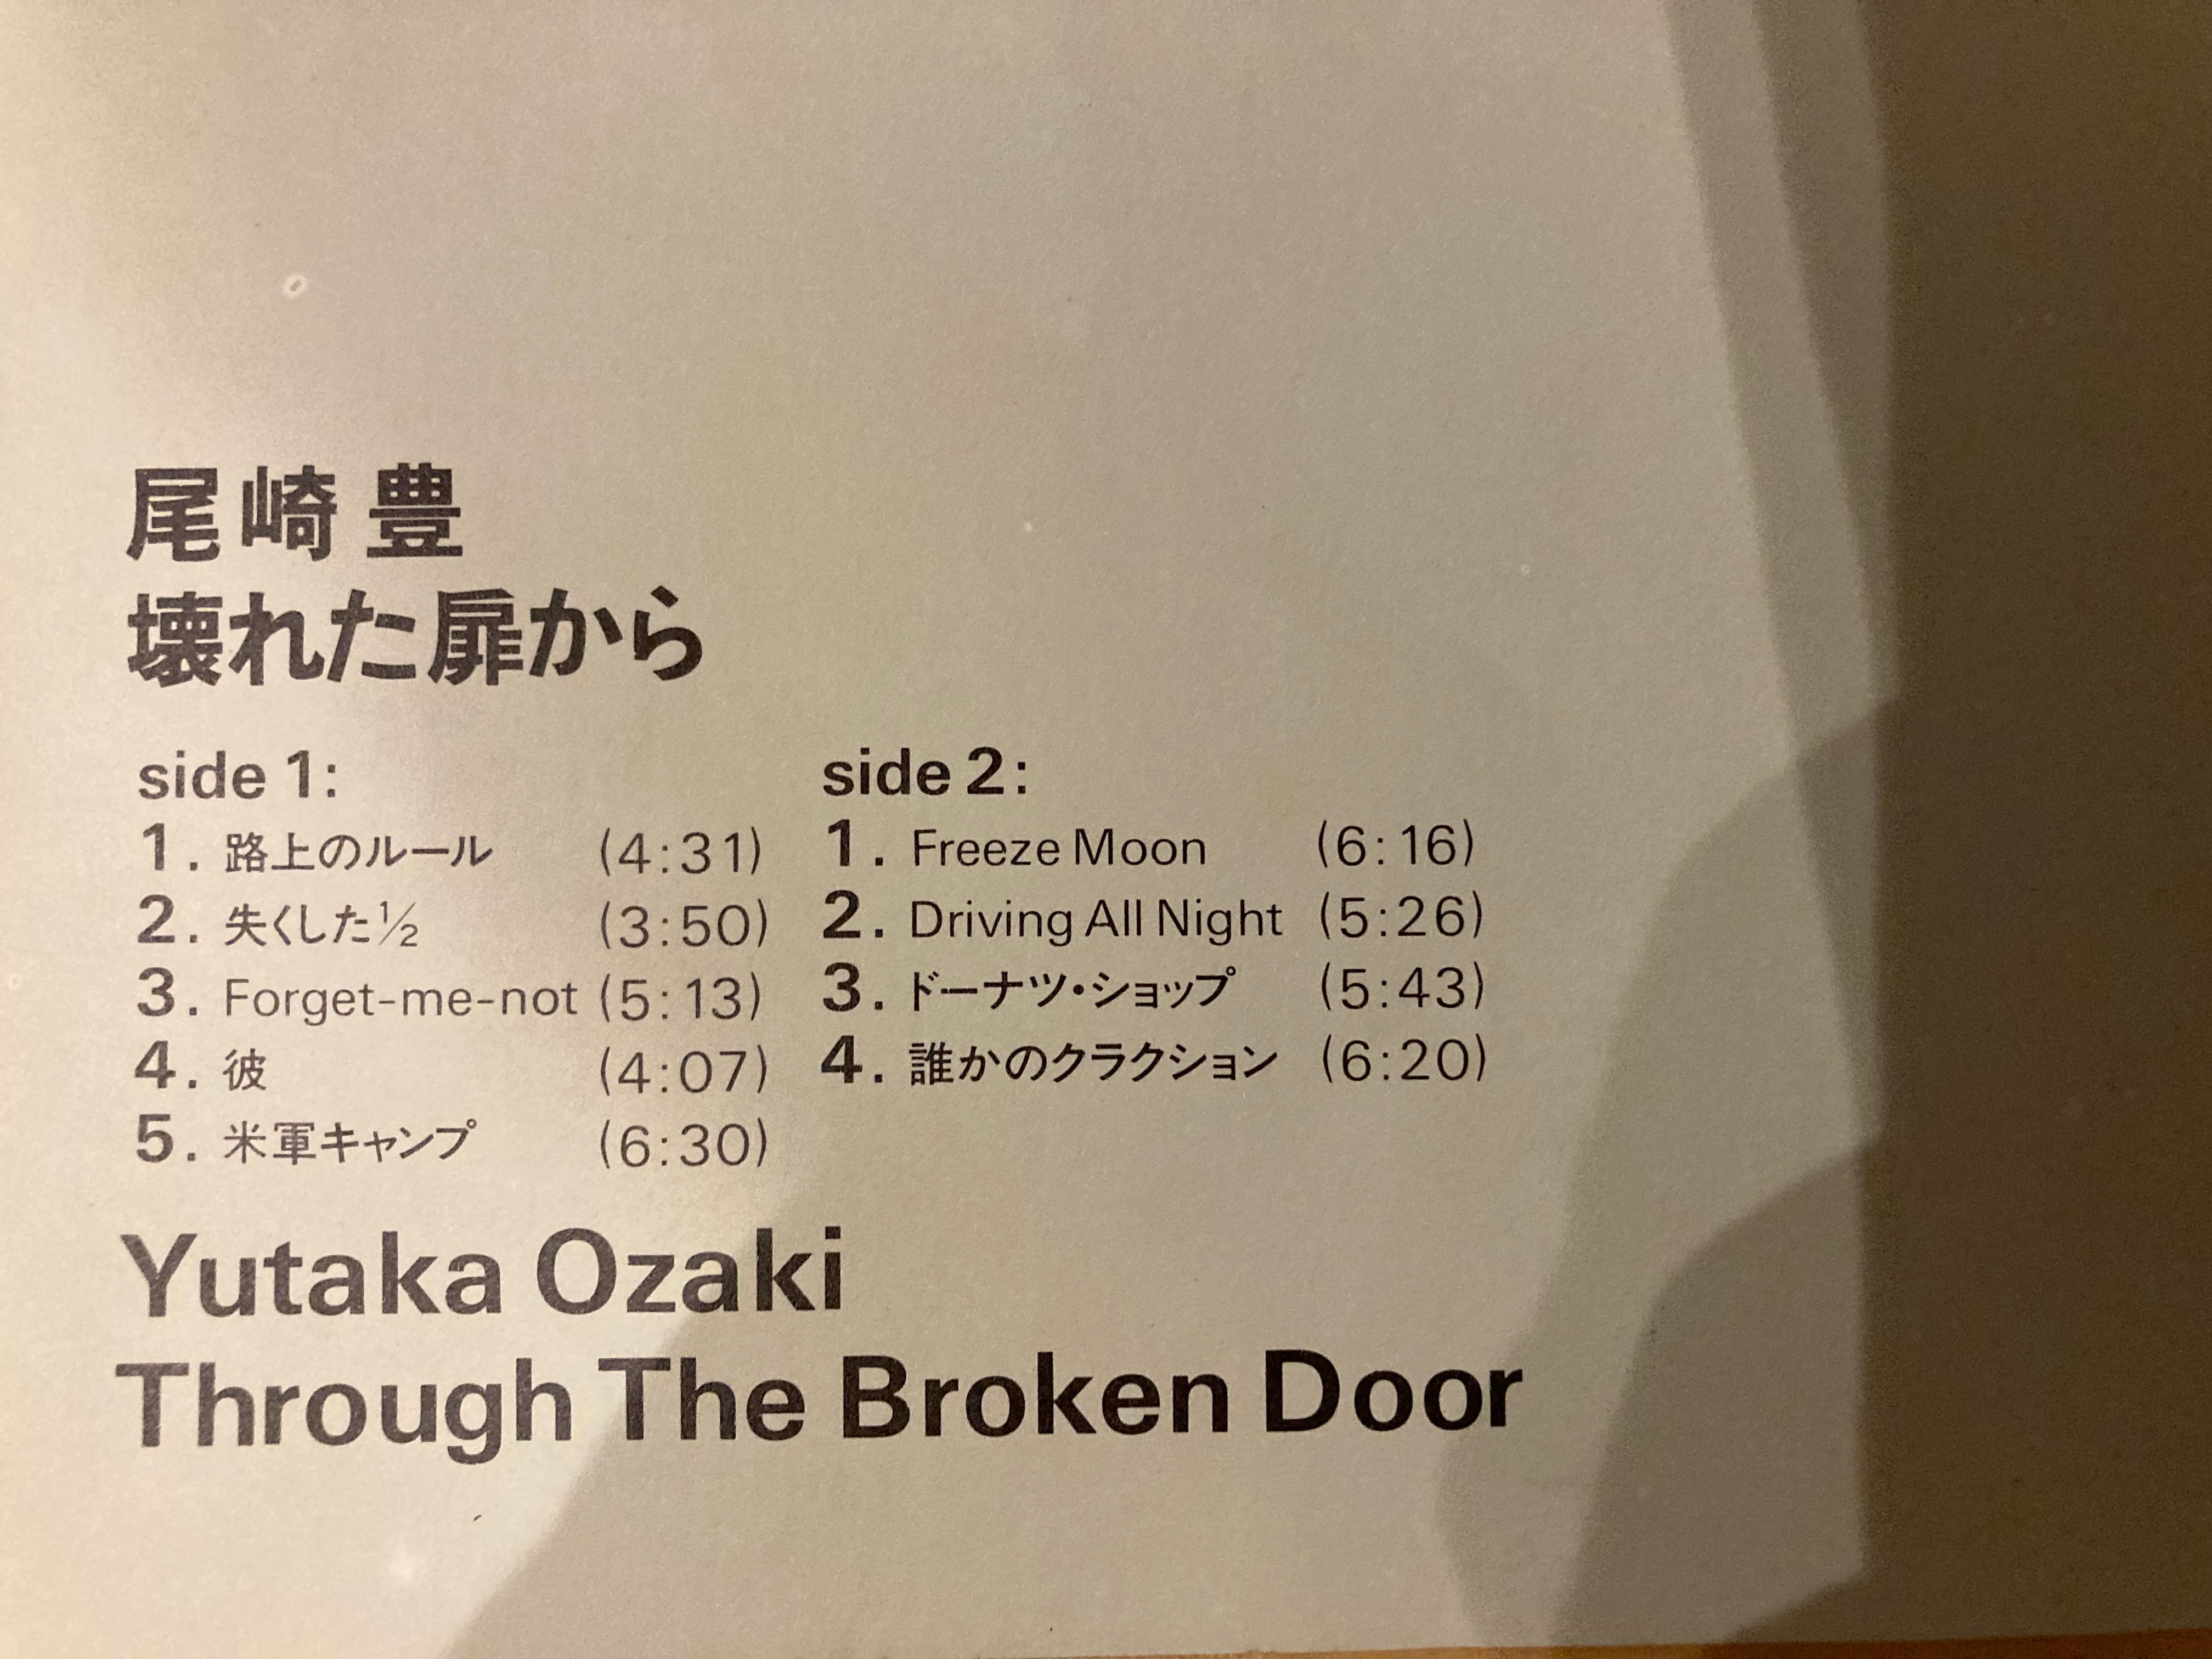 尾崎 豊
壊れた扉から
side 1:
1. 路上のルール (4:31)
2. 失くした½ (3:50)
3. Forget-me-not (5:13)
4. 彼 (4:07)
5. 米軍キャンプ (6:30)
side 2:
1. Freeze Moon (6:16)
2. Driving All Night (5:26)
3. ドーナツ・ショップ (5:43)
4. 誰かのクラクション (6:20)
Yutaka Ozaki
Through The Broken Door